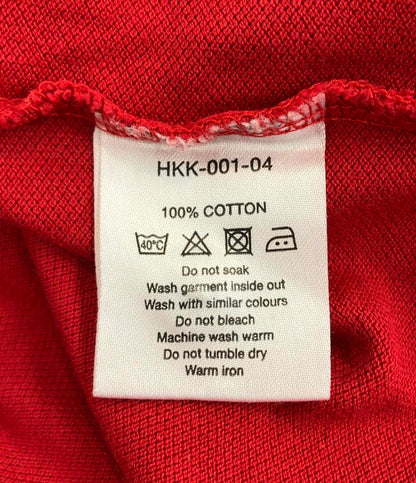 HKK-001-04
100% COTTON
40°C
Do not soak
Wash garment inside out
Wash with similar colours
Do not bleach
Machine wash warm
Do not tumble dry
Warm iron